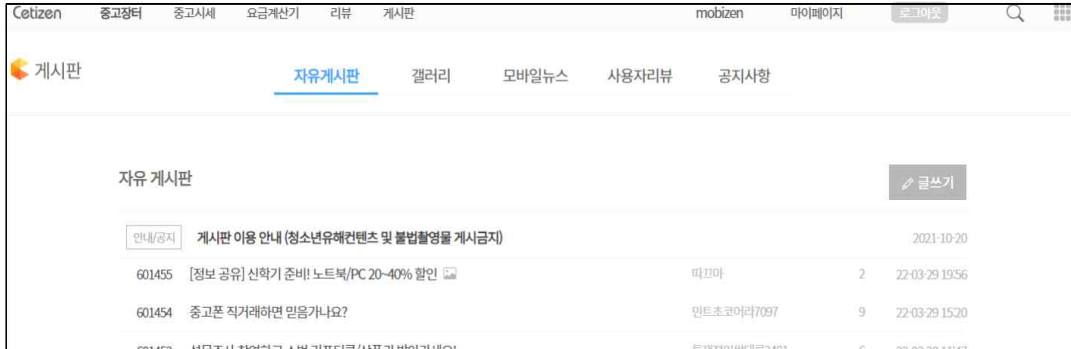 Cetizen 중고장터 중고시세 요금계산기 리뷰 게시판 mobizen 마이페이지 로그아웃
게시판 자유게시판 갤러리 모바일뉴스 사용자리뷰 공지사항
자유 게시판 글쓰기
안내/공지 게시판 이용 안내 (청소년유해컨텐츠 및 불법촬영물 게시금지) 2021-10-20
601455 [정보 공유] 신학기 준비! 노트북/PC 20~40% 할인 따끄마 2 22-03-29 19:56
601454 중고폰 직거래하면 믿음가나요? 민트초코어리7097 9 22-03-29 15:20